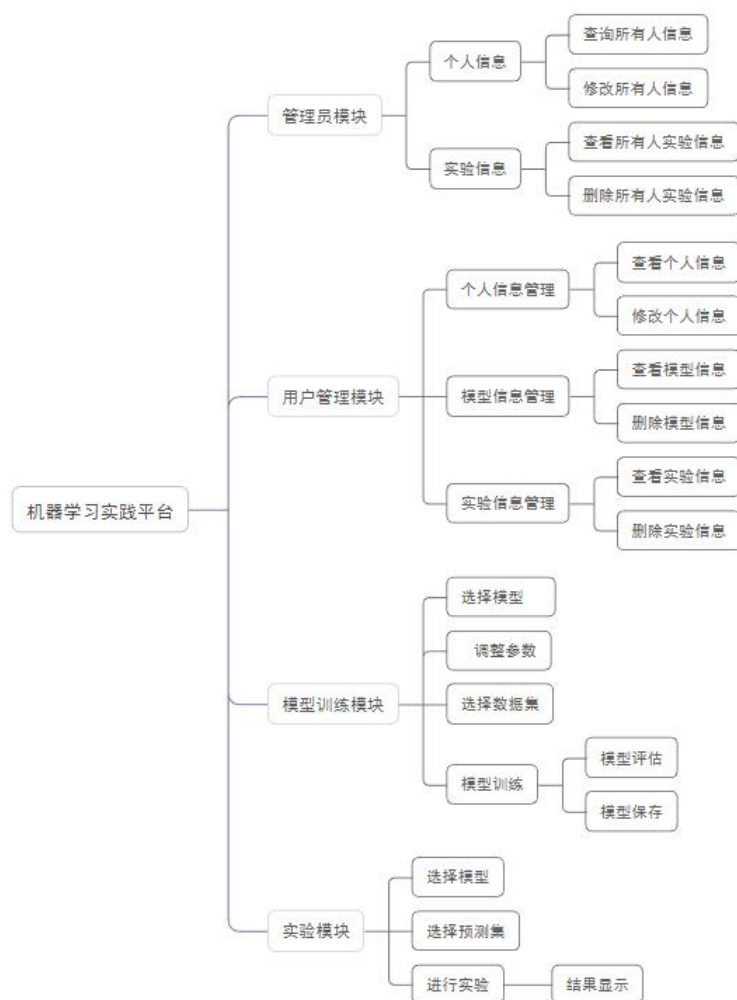 机器学习实践平台
管理员模块
个人信息
查询所有人信息
修改所有人信息
实验信息
查看所有人实验信息
删除所有人实验信息
用户管理模块
个人信息管理
查看个人信息
修改个人信息
模型信息管理
查看模型信息
删除模型信息
实验信息管理
查看实验信息
删除实验信息
模型训练模块
选择模型
调整参数
选择数据集
模型训练
模型评估
模型保存
实验模块
选择模型
选择预测集
进行实验
结果显示